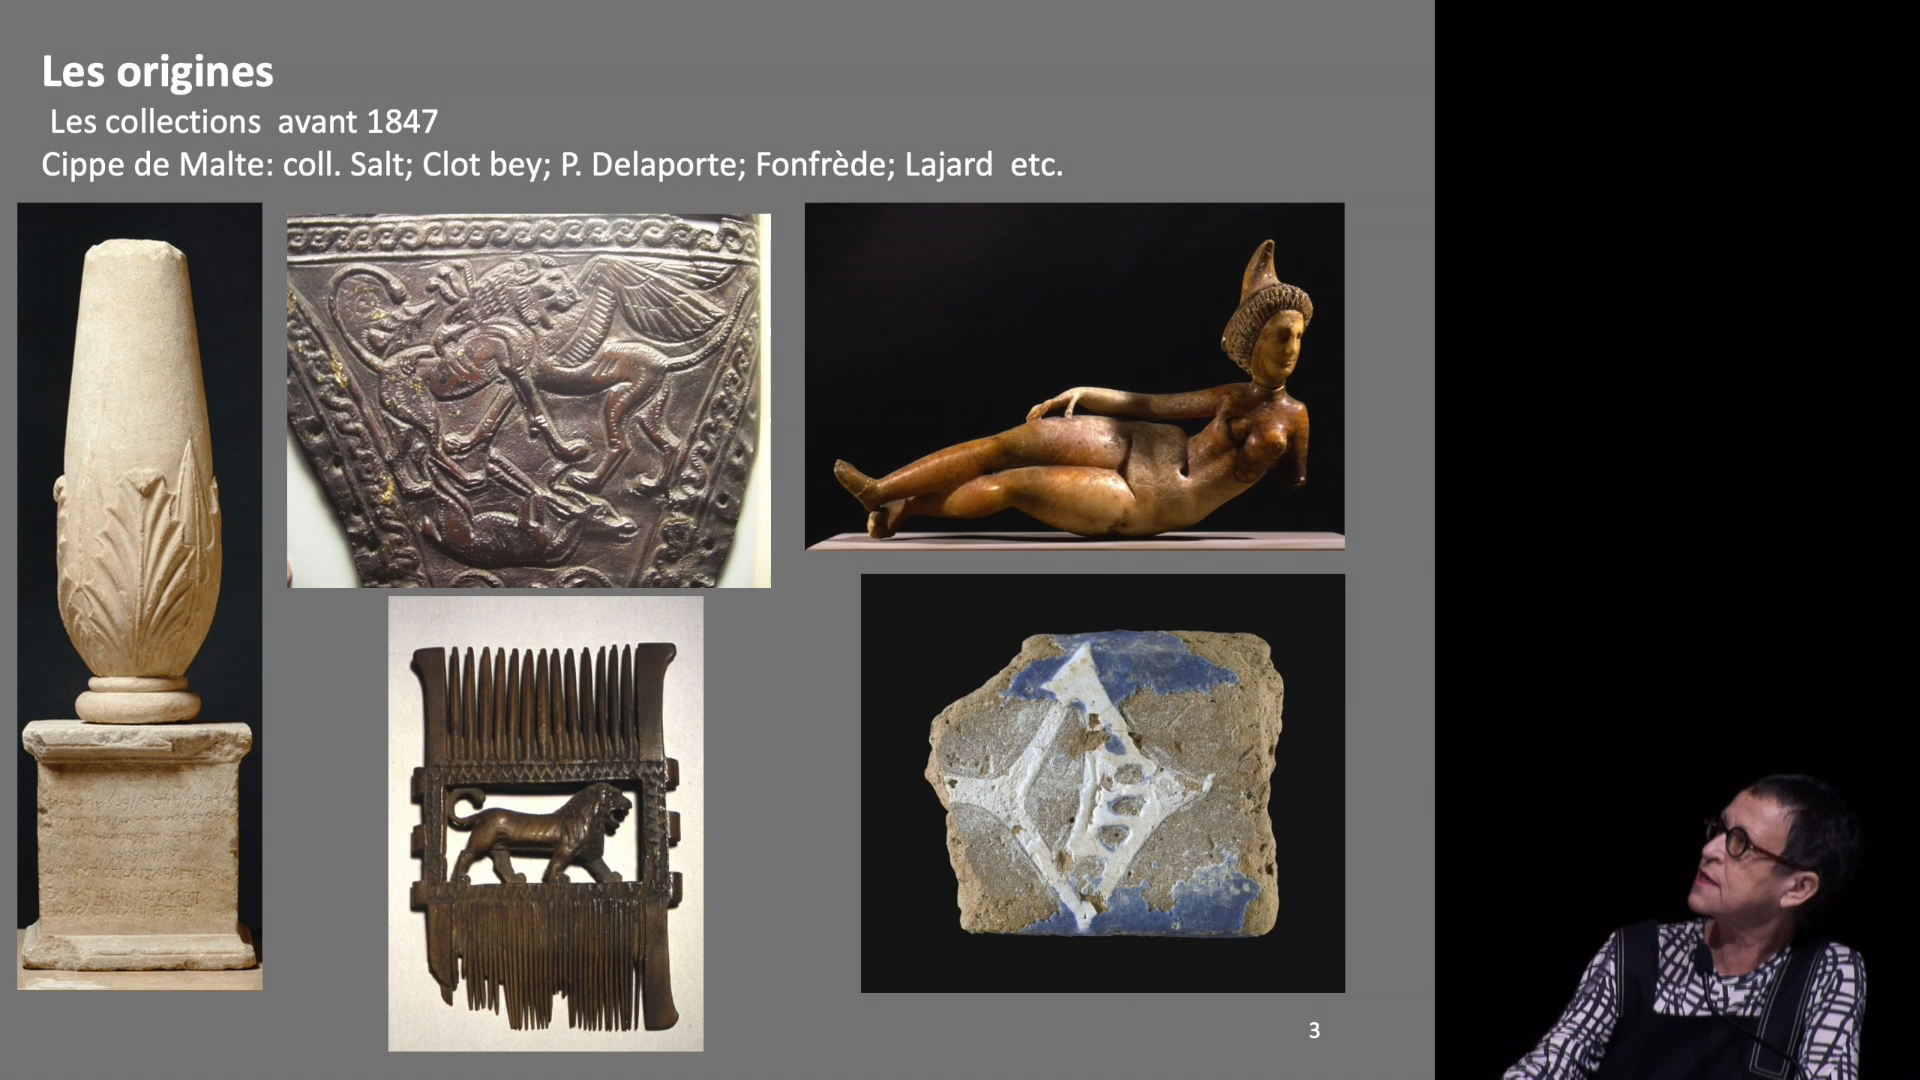 Les origines
Les collections avant 1847
Cippe de Malte: coll. Salt; Clot bey; P. Delaporte; Fonfrède; Lajard etc.
3